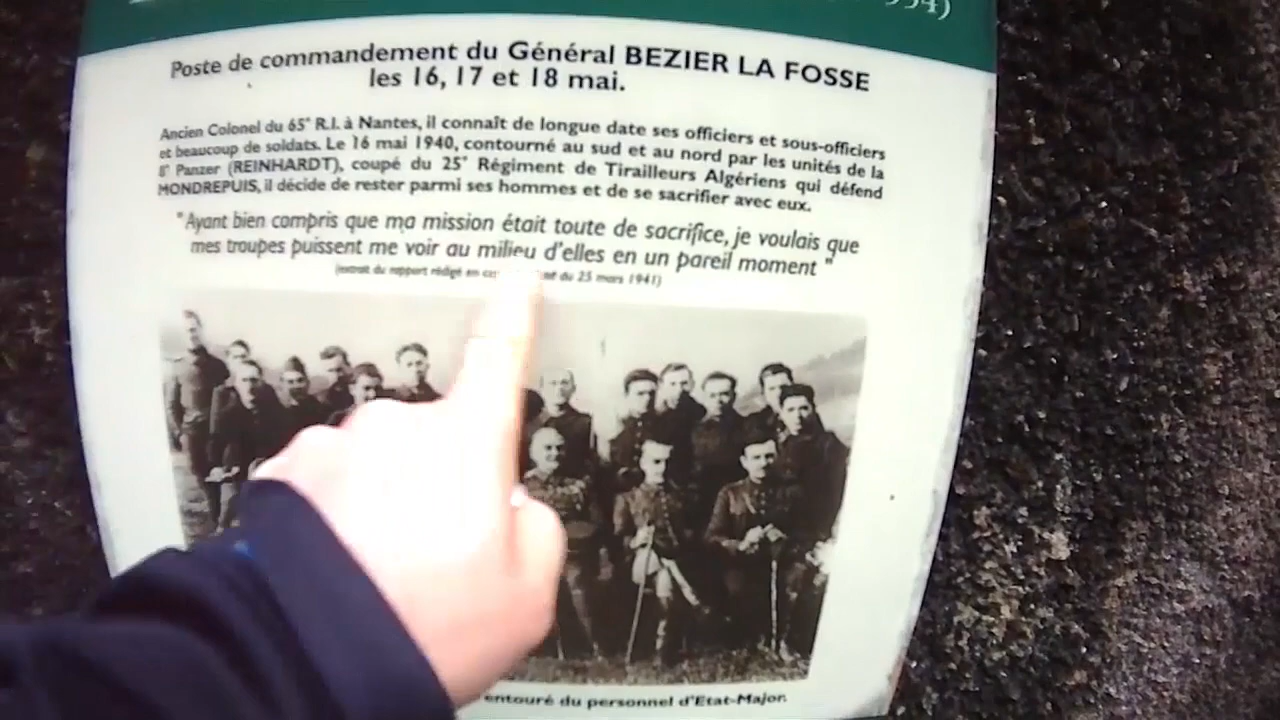 Poste de commandement du Général BEZIER LA FOSSE
les 16, 17 et 18 mai.
Ancien Colonel du 65° R.I. à Nantes, il connaît de longue date ses officiers et sous-officiers
et beaucoup de soldats. Le 16 mai 1940, contourné au sud et au nord par les unités de la
8° Panzer (REINHARDT), coupé du 25° Régiment de Tirailleurs Algériens qui défend
MONDREPUIS, il décide de rester parmi ses hommes et de se sacrifier avec eux.
"Ayant bien compris que ma mission était toute de sacrifice, je voulais que
mes troupes puissent me voir au milieu d'elles en un pareil moment "
(extrait du rapport rédigé en du 25 mars 1941)
entouré du personnel d'Etat-Major.